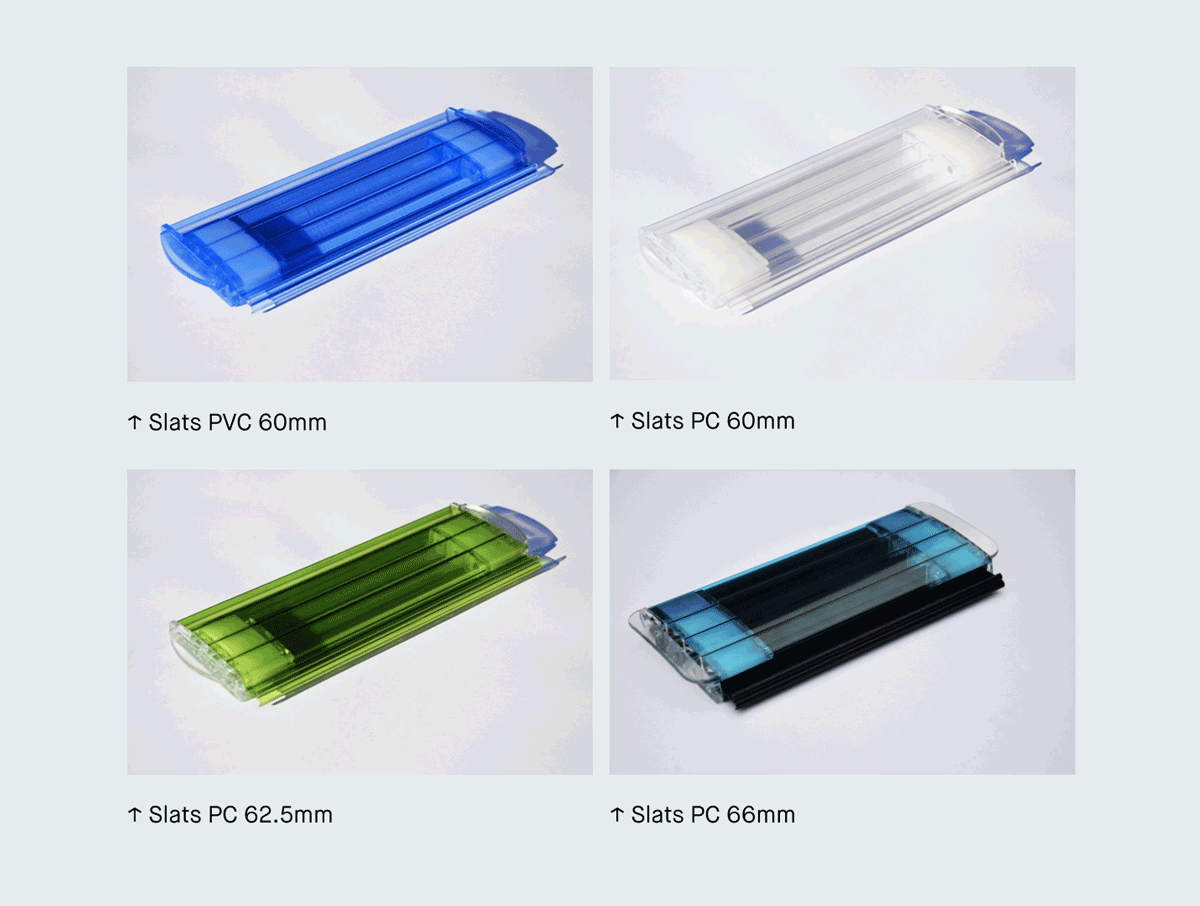 ↑ Slats PVC 60mm
↑ Slats PC 60mm
↑ Slats PC 62.5mm
↑ Slats PC 66mm